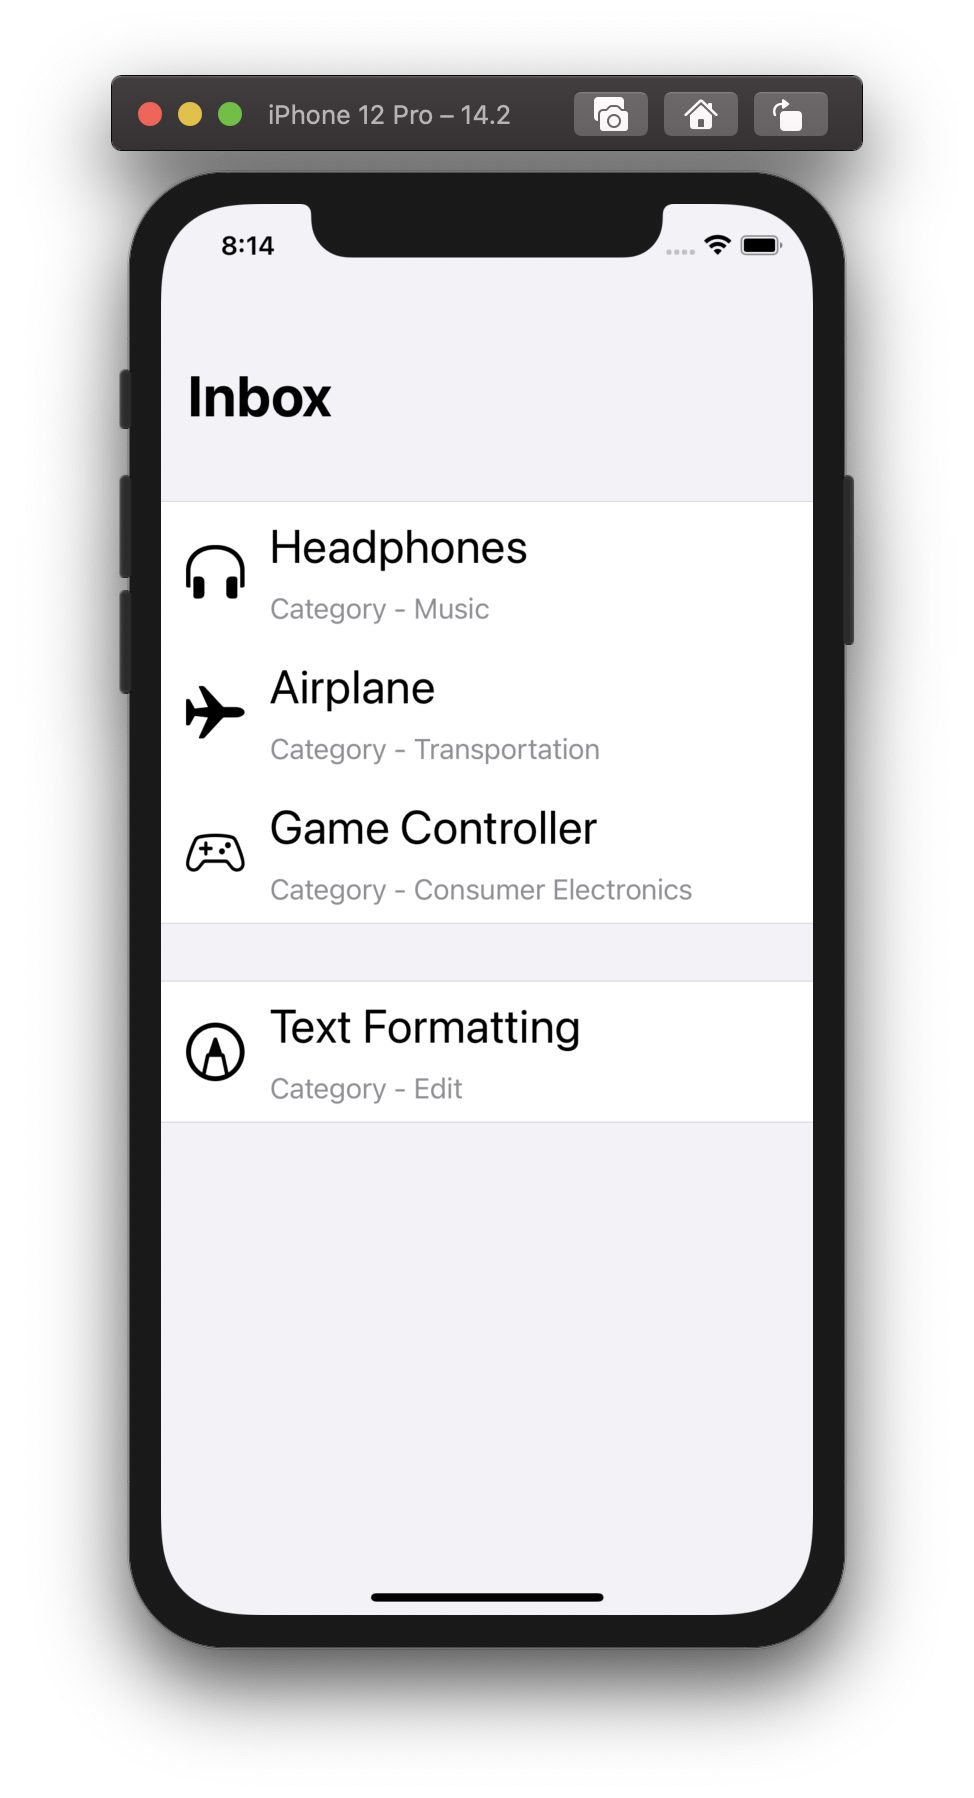 iPhone 12 Pro – 14.2
8:14
Inbox
Headphones
Category - Music
Airplane
Category - Transportation
Game Controller
Category - Consumer Electronics
Text Formatting
Category - Edit